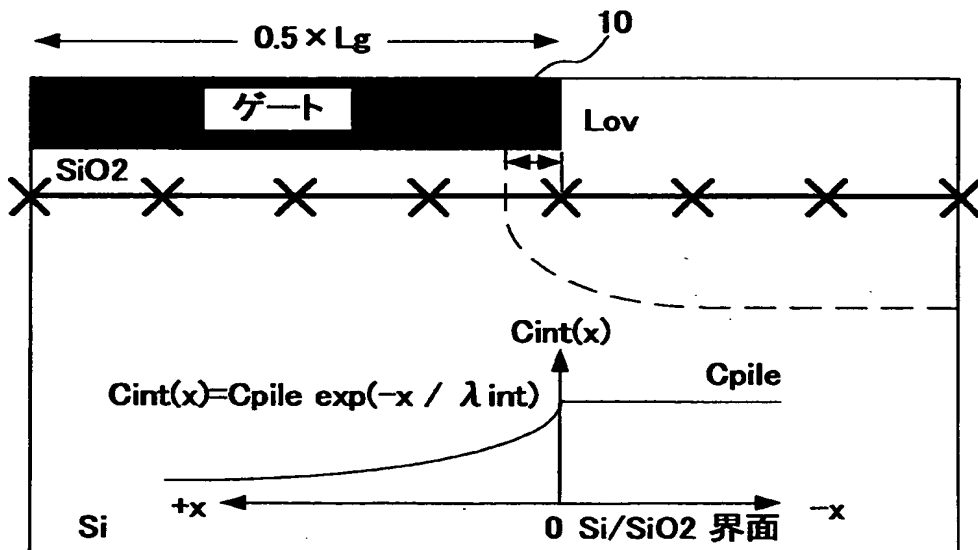 10
0.5×Lg
ゲート
Lov
SiO2
Cint(x)
Cpile
Cint(x)=Cpile exp(-x / λint)
+x
-x
Si
0 Si/SiO2 界面